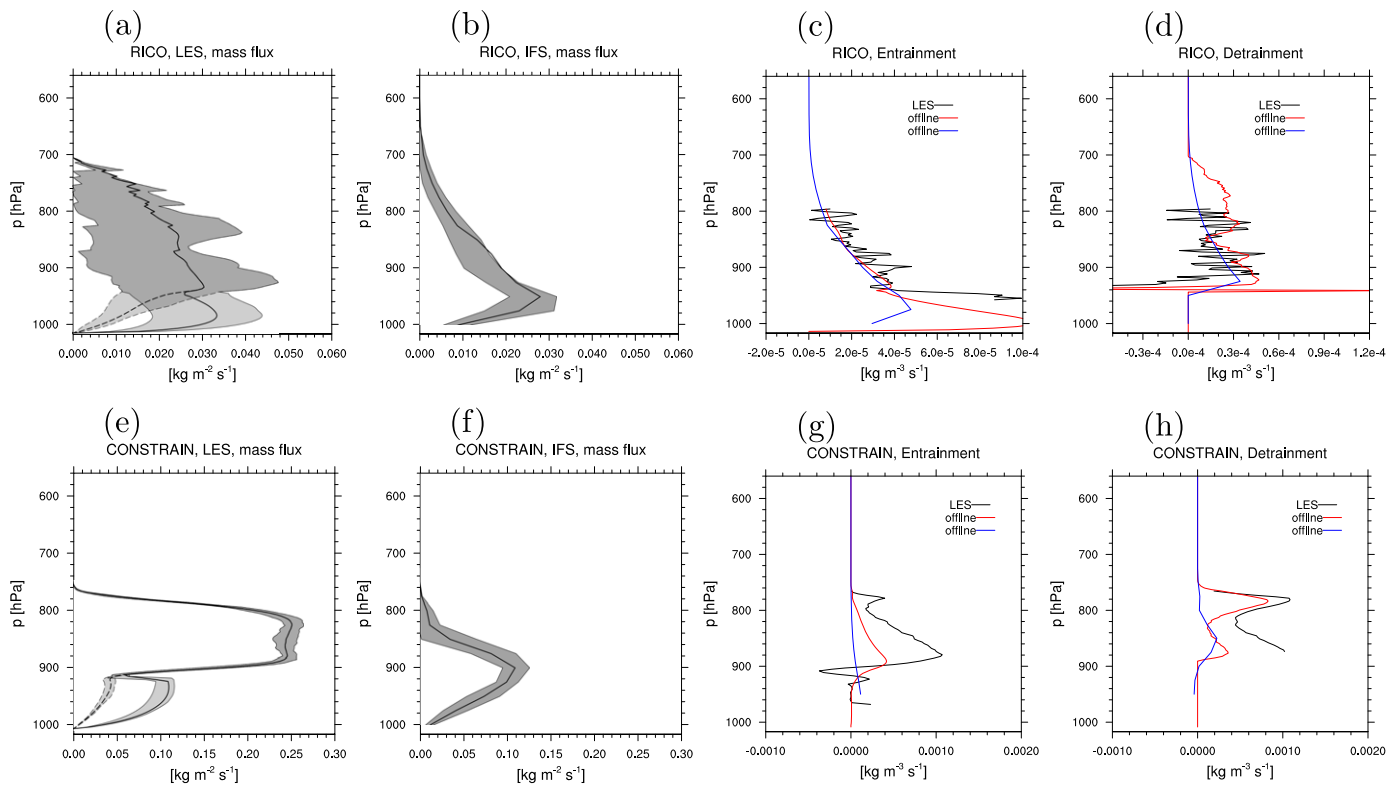 (a)
RICO, LES, mass flux
600
700
800
900
1000
p [hPa]
0.000 0.010 0.020 0.030 0.040 0.050 0.060
[kg m⁻² s⁻¹]
(b)
RICO, IFS, mass flux
600
700
800
900
1000
p [hPa]
0.000 0.010 0.020 0.030 0.040 0.050 0.060
[kg m⁻² s⁻¹]
(c)
RICO, Entrainment
LES
offline
offline
600
700
800
900
1000
p [hPa]
-2.0e-5 0.0e-5 2.0e-5 4.0e-5 6.0e-5 8.0e-5 1.0e-4
[kg m⁻³ s⁻¹]
(d)
RICO, Detrainment
LES
offline
offline
600
700
800
900
1000
p [hPa]
-0.3e-4 0.0e-4 0.3e-4 0.6e-4 0.9e-4 1.2e-4
[kg m⁻³ s⁻¹]
(e)
CONSTRAIN, LES, mass flux
600
700
800
900
1000
p [hPa]
0.00 0.05 0.10 0.15 0.20 0.25 0.30
[kg m⁻² s⁻¹]
(f)
CONSTRAIN, IFS, mass flux
600
700
800
900
1000
p [hPa]
0.00 0.05 0.10 0.15 0.20 0.25 0.30
[kg m⁻² s⁻¹]
(g)
CONSTRAIN, Entrainment
LES
offline
offline
600
700
800
900
1000
p [hPa]
-0.0010 0.0000 0.0010 0.0020
[kg m⁻³ s⁻¹]
(h)
CONSTRAIN, Detrainment
LES
offline
offline
600
700
800
900
1000
p [hPa]
-0.0010 0.0000 0.0010 0.0020
[kg m⁻³ s⁻¹]